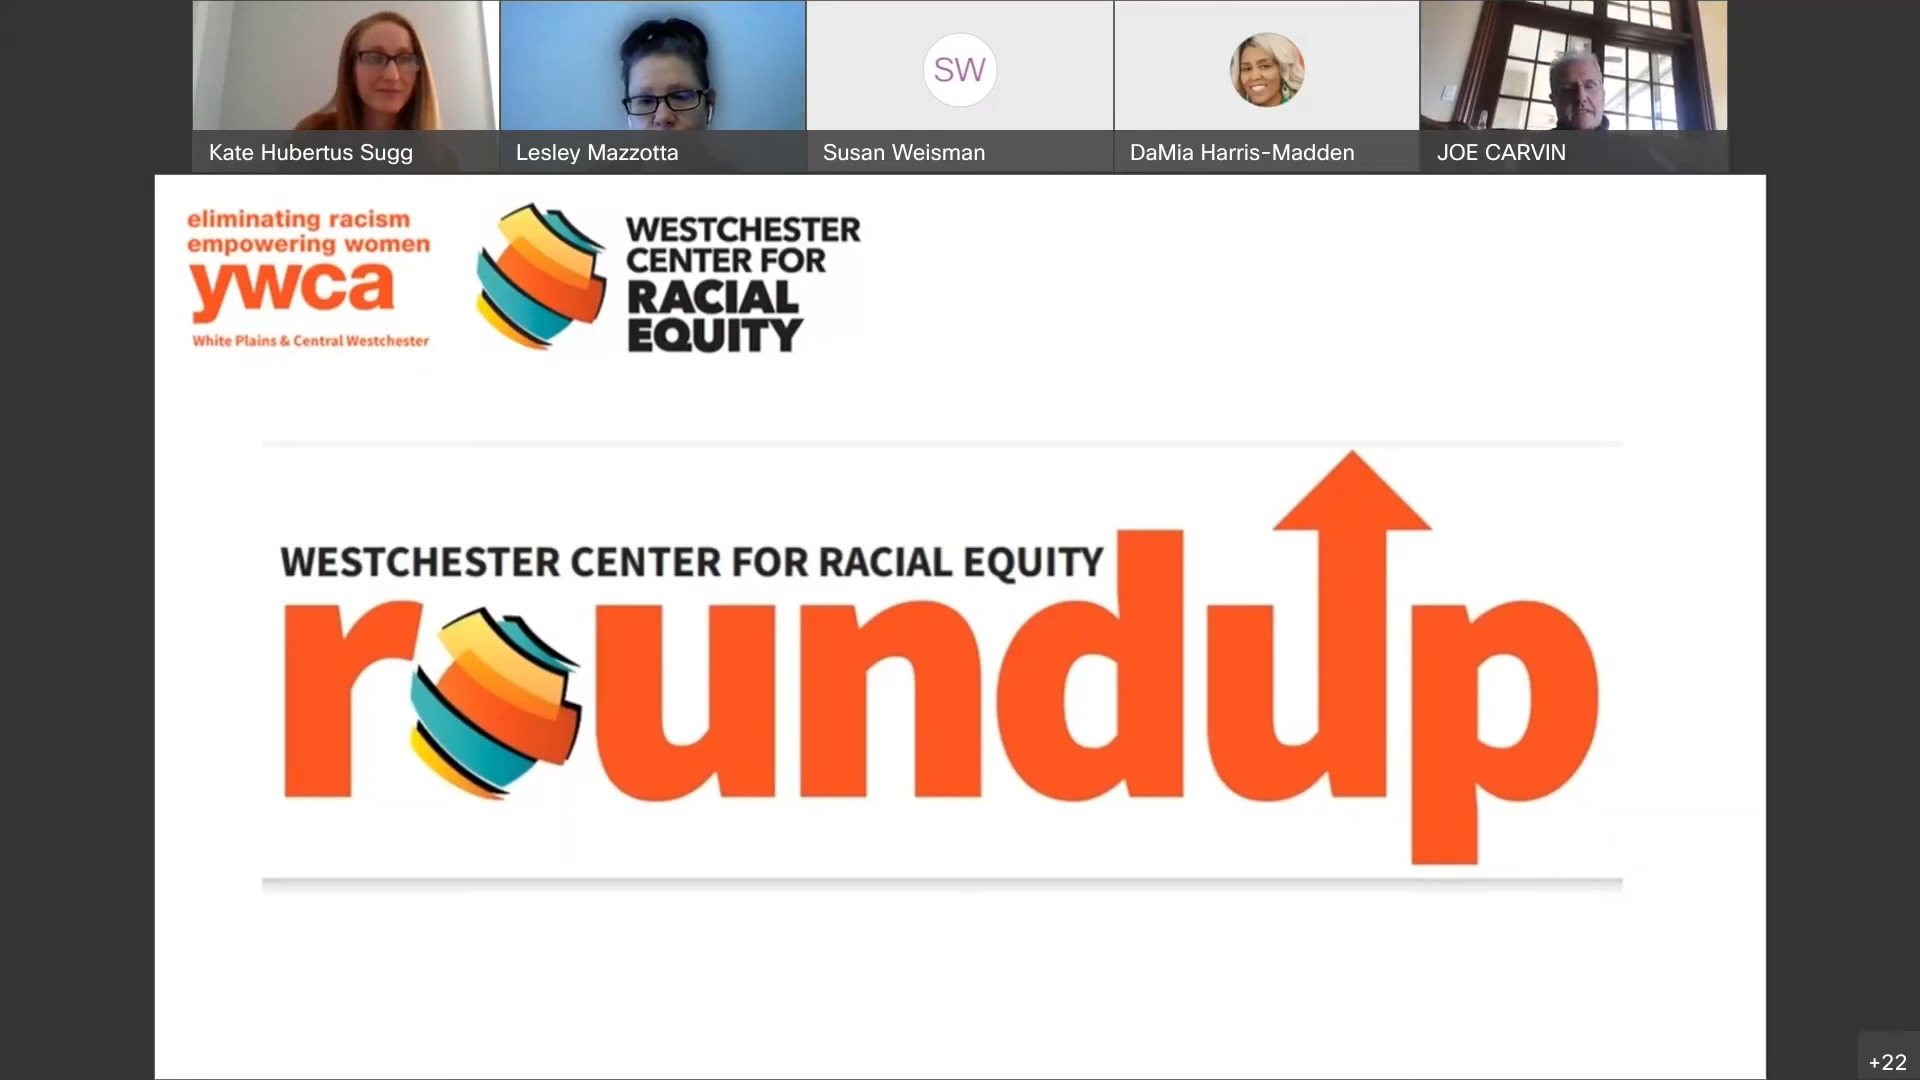 Kate Hubertus Sugg
Lesley Mazzotta
SW
Susan Weisman
DaMia Harris-Madden
JOE CARVIN
eliminating racism
empowering women
ywca
White Plains & Central Westchester
WESTCHESTER
CENTER FOR
RACIAL
EQUITY
WESTCHESTER CENTER FOR RACIAL EQUITY
roundup
+22